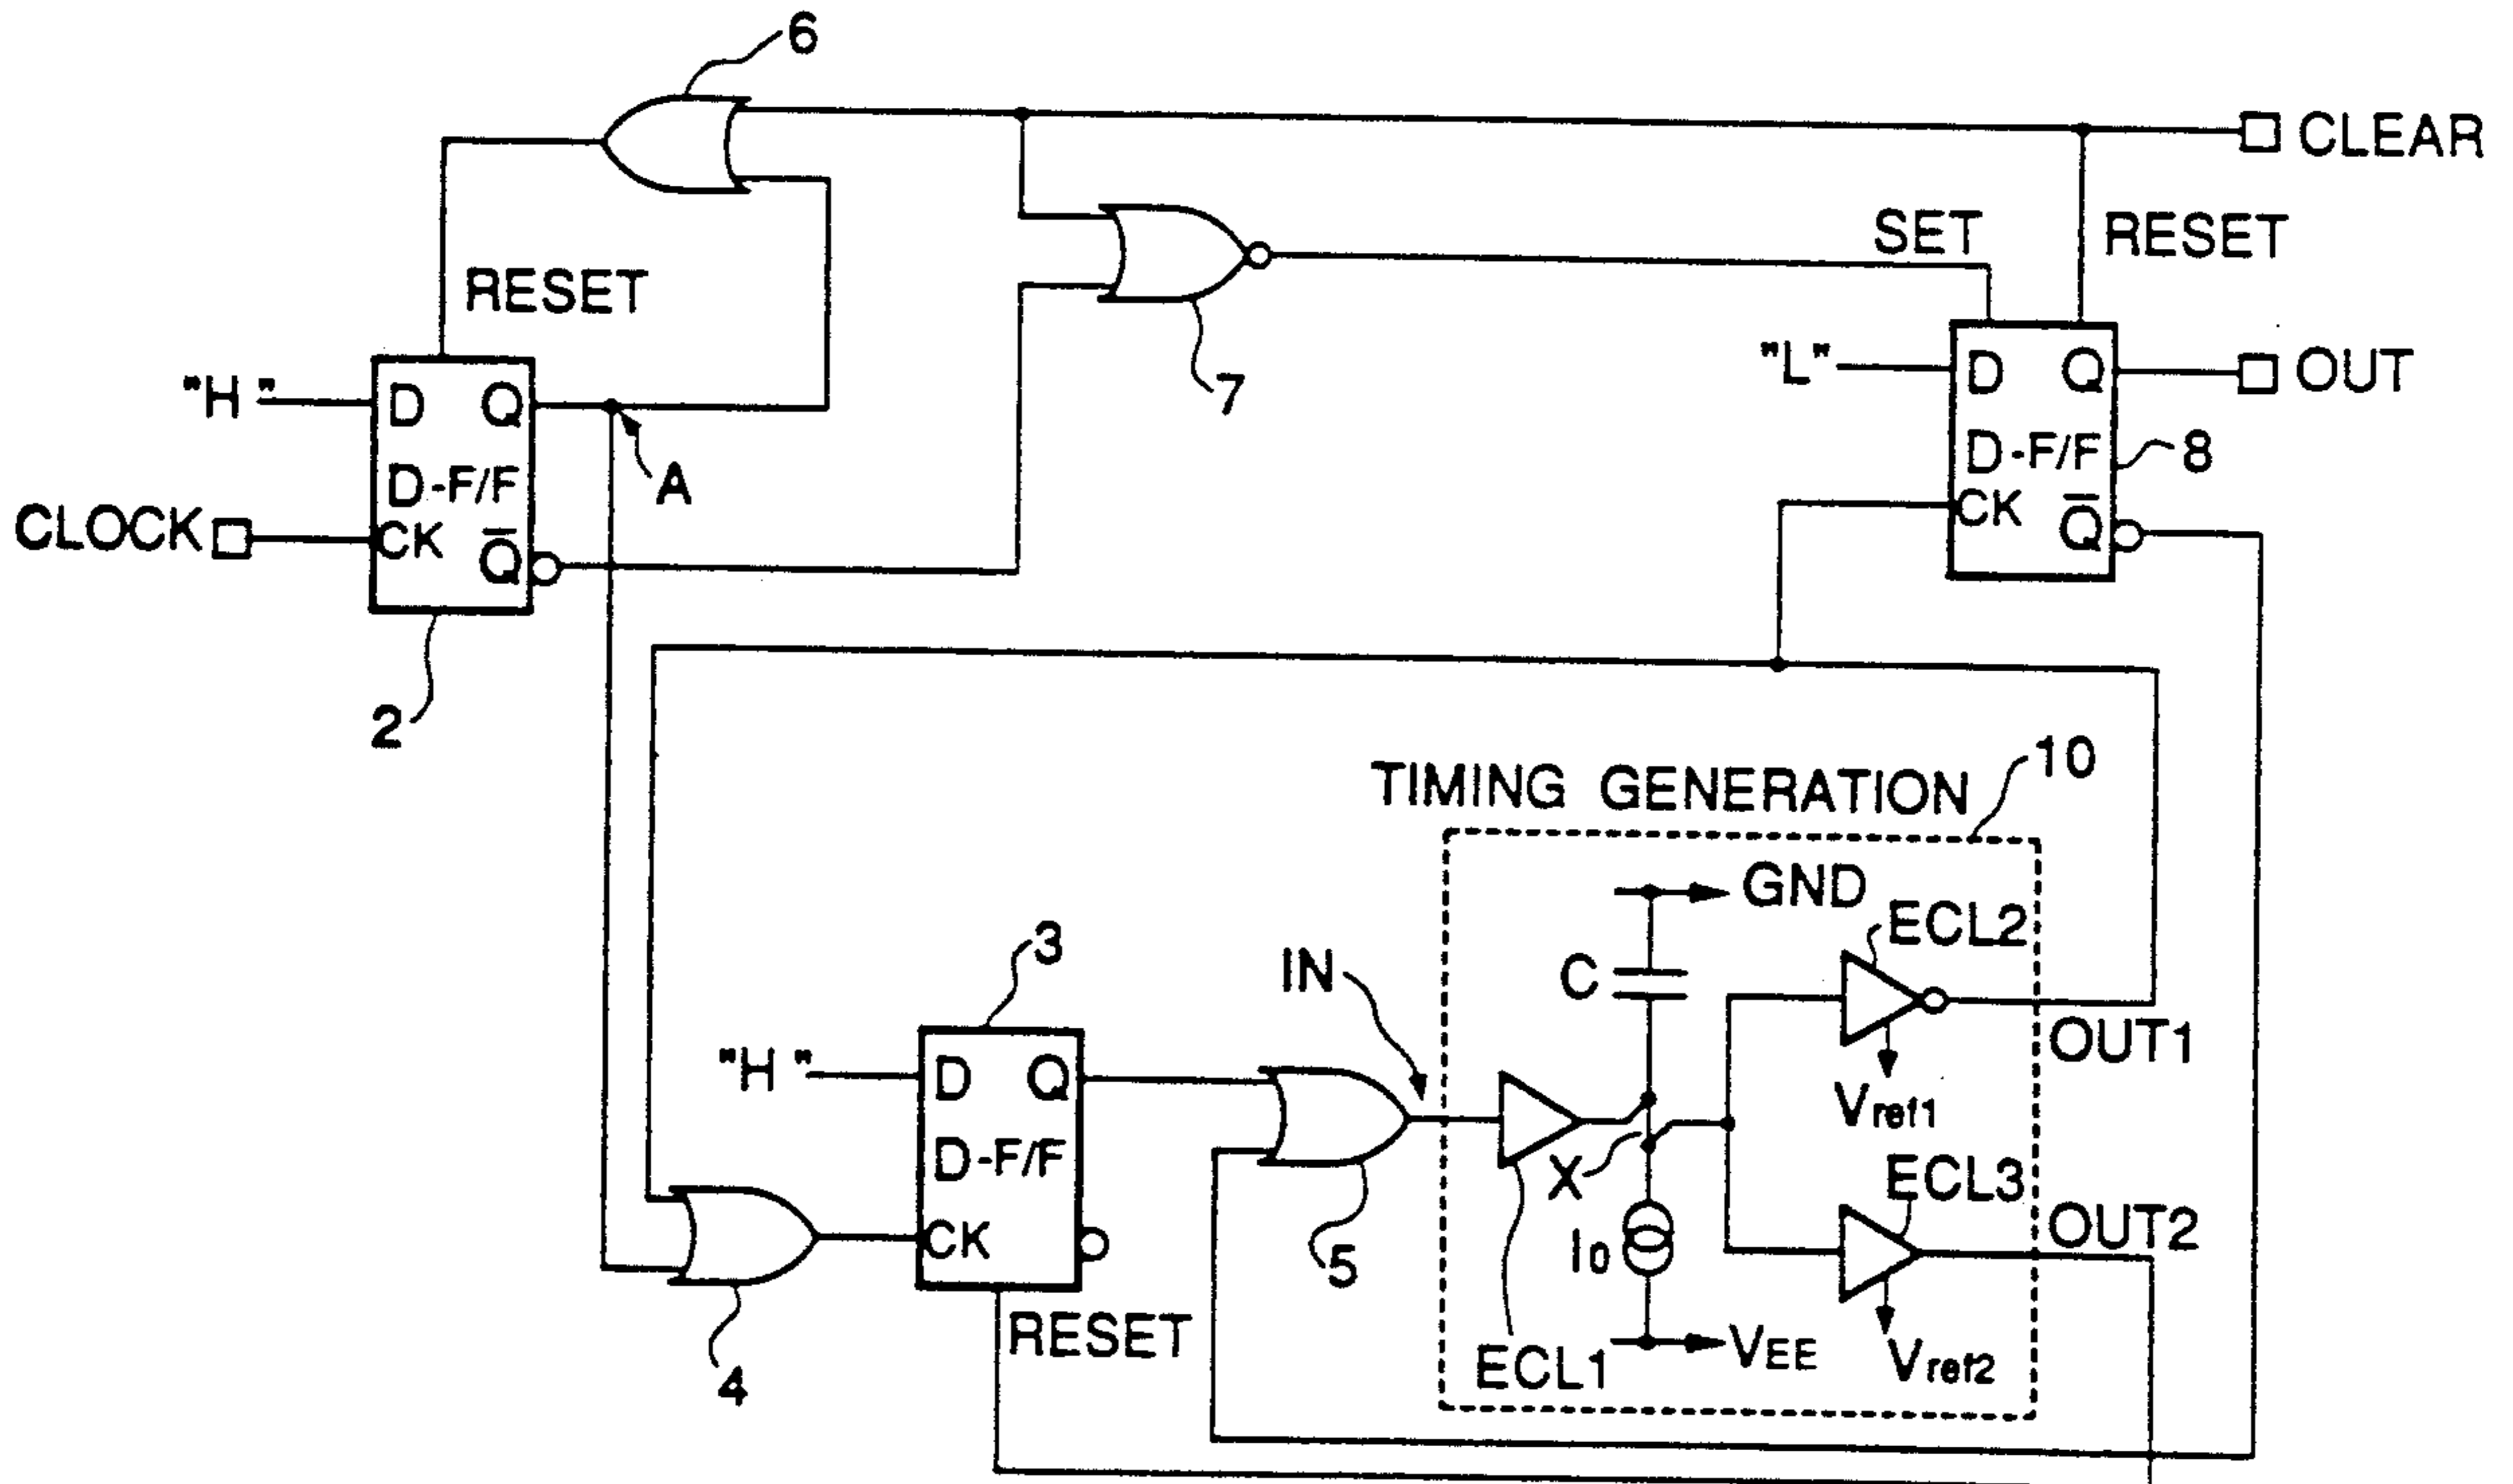 6
CLEAR
SET
RESET
RESET
"H"
D
Q
D-F/F
CK
Q̅
A
CLOCK
2
7
"L"
D
Q
D-F/F
CK
Q̅
OUT
8
TIMING GENERATION
10
GND
ECL2
C
IN
3
OUT1
Vref1
"H"
D
Q
D-F/F
CK
X
ECL3
OUT2
I0
5
RESET
4
ECL1
VEE
Vref2